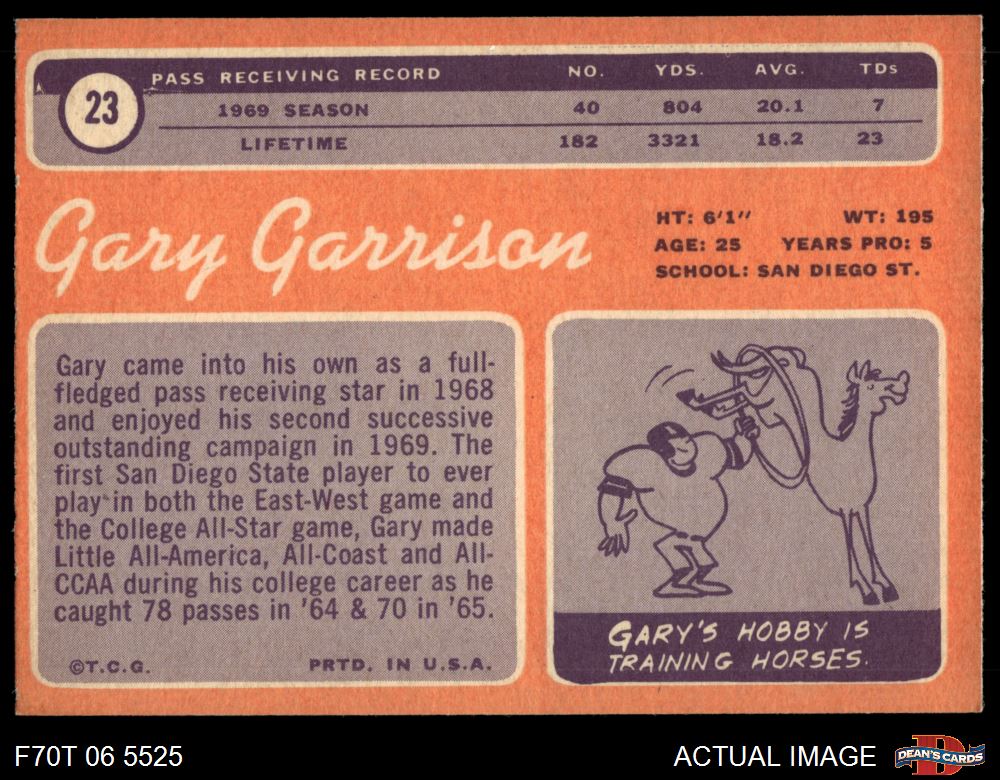 23
PASS RECEIVING RECORD NO. YDS. AVG. TDs
1969 SEASON 40 804 20.1 7
LIFETIME 182 3321 18.2 23
Gary Garrison
HT: 6'1" WT: 195
AGE: 25 YEARS PRO: 5
SCHOOL: SAN DIEGO ST.
Gary came into his own as a full-
fledged pass receiving star in 1968
and enjoyed his second successive
outstanding campaign in 1969. The
first San Diego State player to ever
play in both the East-West game and
the College All-Star game, Gary made
Little All-America, All-Coast and All-
CCAA during his college career as he
caught 78 passes in '64 & 70 in '65.
©T.C.G. PRTD. IN U.S.A.
GARY'S HOBBY IS
TRAINING HORSES.
F70T 06 5525
ACTUAL IMAGE
D
DEAN'S CARDS